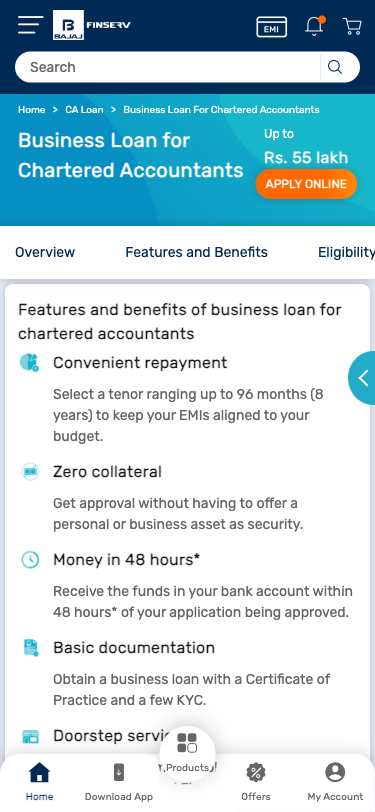 B
BAJAJ
FINSERV
EMI
Search
Home > CA Loan > Business Loan For Chartered Accountants
Business Loan for
Chartered Accountants
Up to
Rs. 55 lakh
APPLY ONLINE
Overview
Features and Benefits
Eligibility
Features and benefits of business loan for
chartered accountants
Convenient repayment
Select a tenor ranging up to 96 months (8
years) to keep your EMIs aligned to your
budget.
Zero collateral
Get approval without having to offer a
personal or business asset as security.
Money in 48 hours*
Receive the funds in your bank account within
48 hours* of your application being approved.
Basic documentation
Obtain a business loan with a Certificate of
Practice and a few KYC.
Doorstep servic
Home
Download App
Products
Offers
My Account